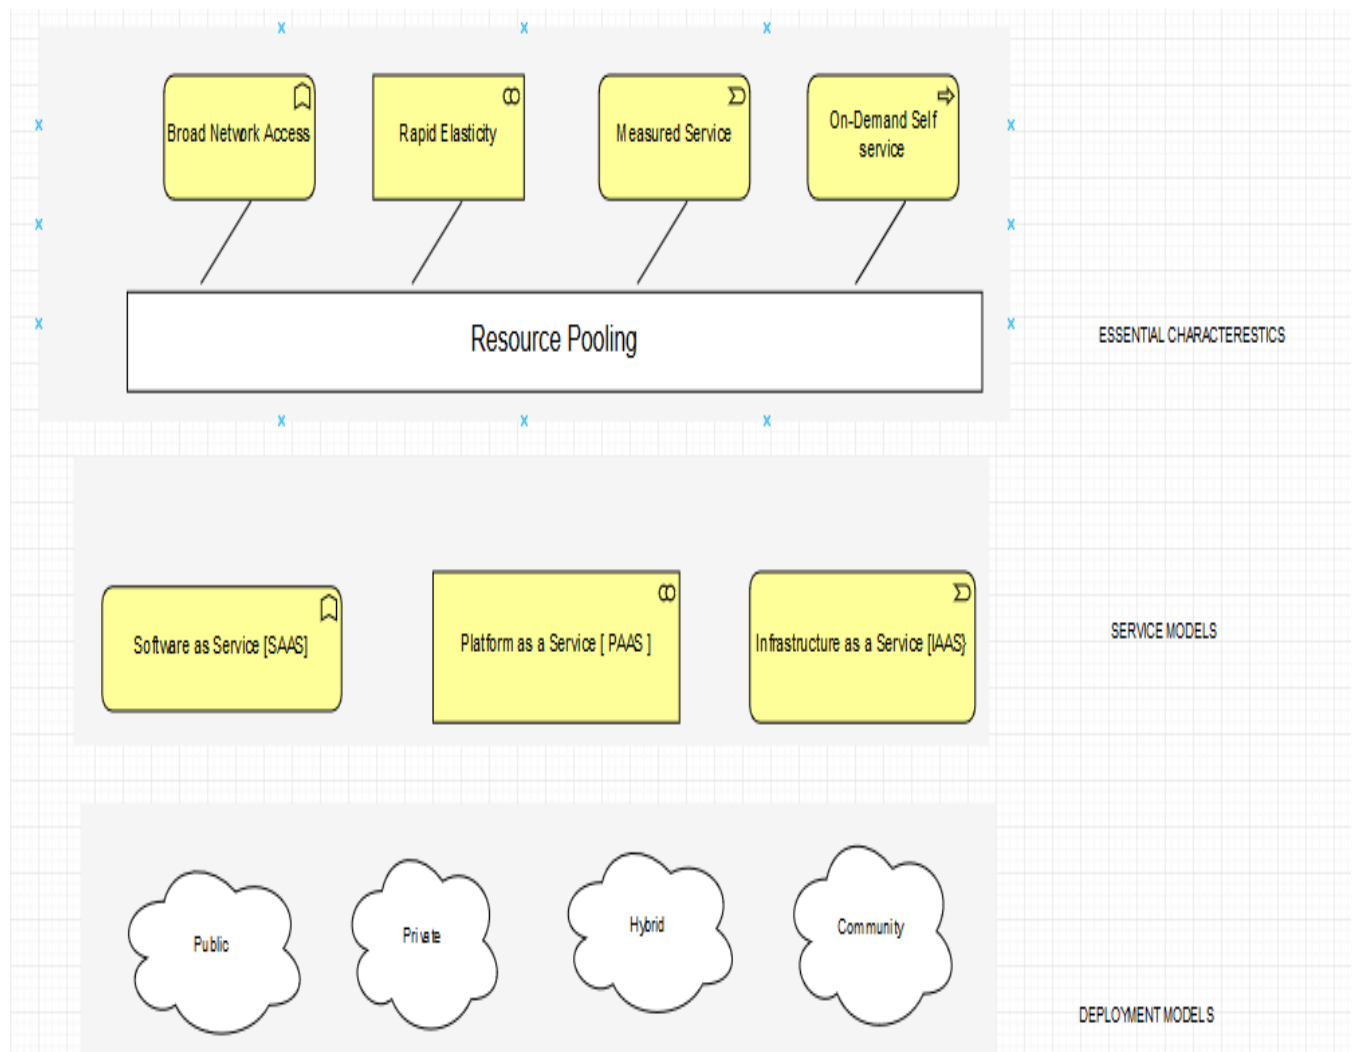 Broad Network Access
Rapid Elasticity
Measured Service
On-Demand Self
service
Resource Pooling
ESSENTIAL CHARACTERESTICS
Software as Service [SAAS]
Platform as a Service [ PAAS ]
Infrastructure as a Service [IAAS}
SERVICE MODELS
Public
Private
Hybrid
Community
DEPLOYMENT MODELS